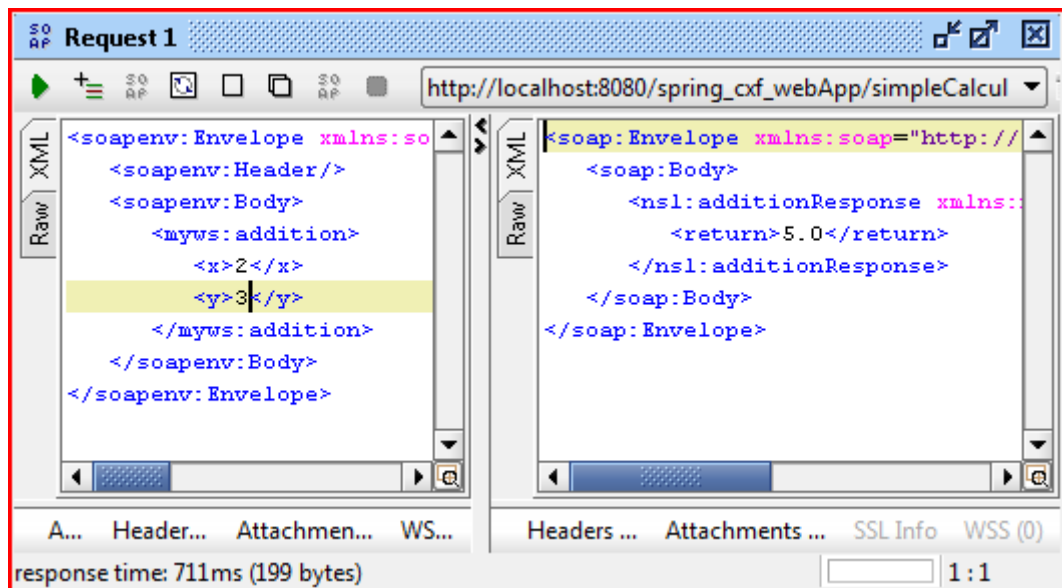 SOAP Request 1
SOAP SOAP http://localhost:8080/spring_cxf_webApp/simpleCalcul
XML
Raw
<soapenv:Envelope xmlns:so
<soapenv:Header/>
<soapenv:Body>
<myws:addition>
<x>2</x>
<y>3</y>
</myws:addition>
</soapenv:Body>
</soapenv:Envelope>
A... Header... Attachmen... WS...
XML
Raw
<soap:Envelope xmlns:soap="http://
<soap:Body>
<ns1:additionResponse xmlns:
<return>5.0</return>
</ns1:additionResponse>
</soap:Body>
</soap:Envelope>
Headers ... Attachments ... SSL Info WSS (0)
response time: 711ms (199 bytes)
1:1